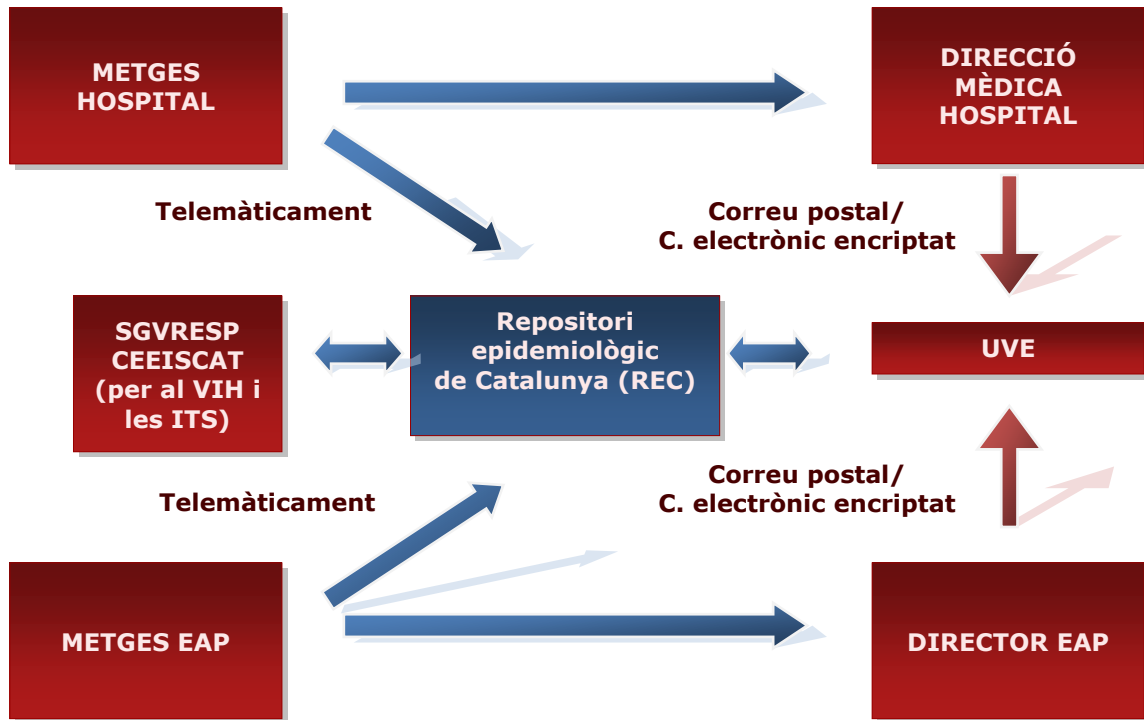 METGES
HOSPITAL
DIRECCIÓ
MÈDICA
HOSPITAL
Telemàticament
Correu postal/
C. electrònic encriptat
SGVRESP
CEEISCAT
(per al VIH i
les ITS)
Repositori
epidemiològic
de Catalunya (REC)
UVE
Telemàticament
Correu postal/
C. electrònic encriptat
METGES EAP
DIRECTOR EAP